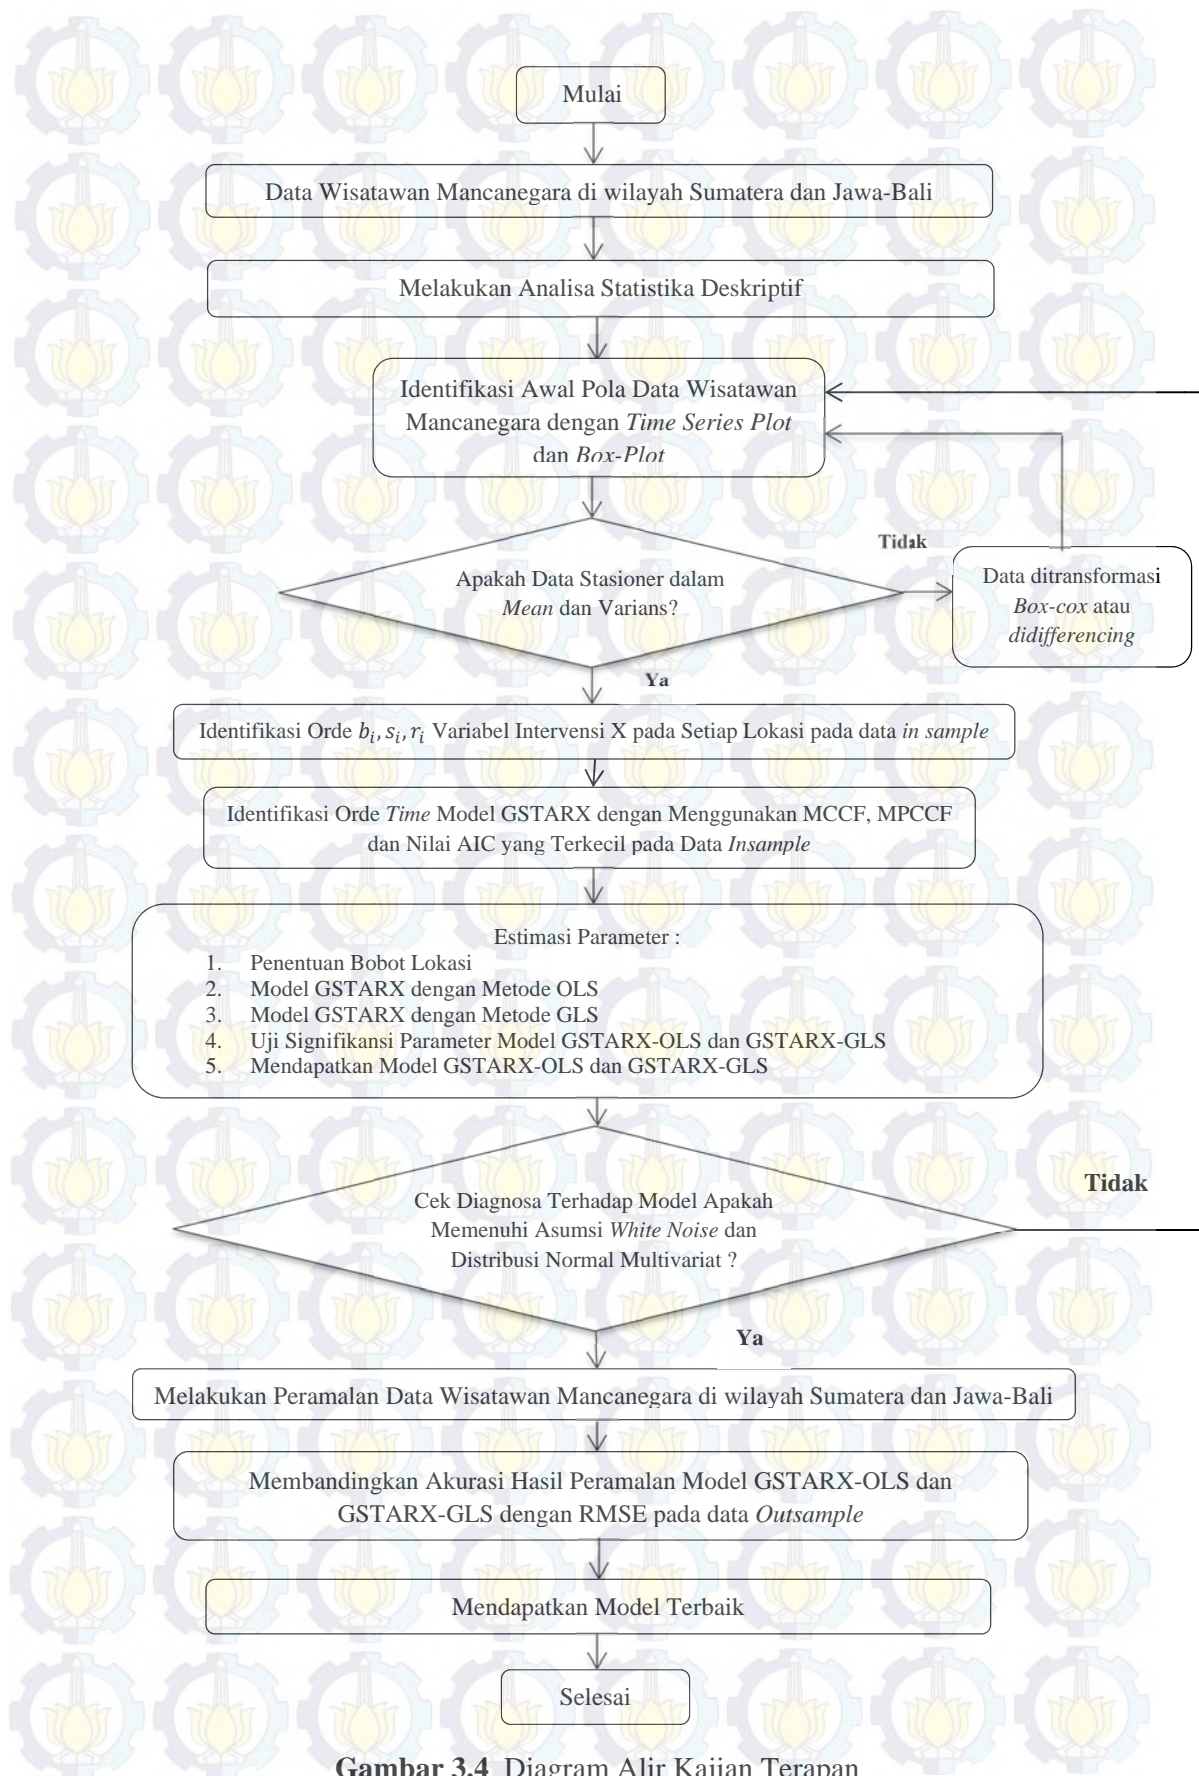 Mulai
Data Wisatawan Mancanegara di wilayah Sumatera dan Jawa-Bali
Melakukan Analisa Statistika Deskriptif
Identifikasi Awal Pola Data Wisatawan
Mancanegara dengan Time Series Plot
dan Box-Plot
Apakah Data Stasioner dalam
Mean dan Varians?
Tidak
Data ditransformasi
Box-cox atau
didifferencing
Ya
Identifikasi Orde bᵢ, sᵢ, rᵢ Variabel Intervensi X pada Setiap Lokasi pada data in sample
Identifikasi Orde Time Model GSTARX dengan Menggunakan MCCF, MPCCF
dan Nilai AIC yang Terkecil pada Data Insample
Estimasi Parameter :
1. Penentuan Bobot Lokasi
2. Model GSTARX dengan Metode OLS
3. Model GSTARX dengan Metode GLS
4. Uji Signifikansi Parameter Model GSTARX-OLS dan GSTARX-GLS
5. Mendapatkan Model GSTARX-OLS dan GSTARX-GLS
Cek Diagnosa Terhadap Model Apakah
Memenuhi Asumsi White Noise dan
Distribusi Normal Multivariat ?
Tidak
Ya
Melakukan Peramalan Data Wisatawan Mancanegara di wilayah Sumatera dan Jawa-Bali
Membandingkan Akurasi Hasil Peramalan Model GSTARX-OLS dan
GSTARX-GLS dengan RMSE pada data Outsample
Mendapatkan Model Terbaik
Selesai
Gambar 3.4 Diagram Alir Kajian Terapan